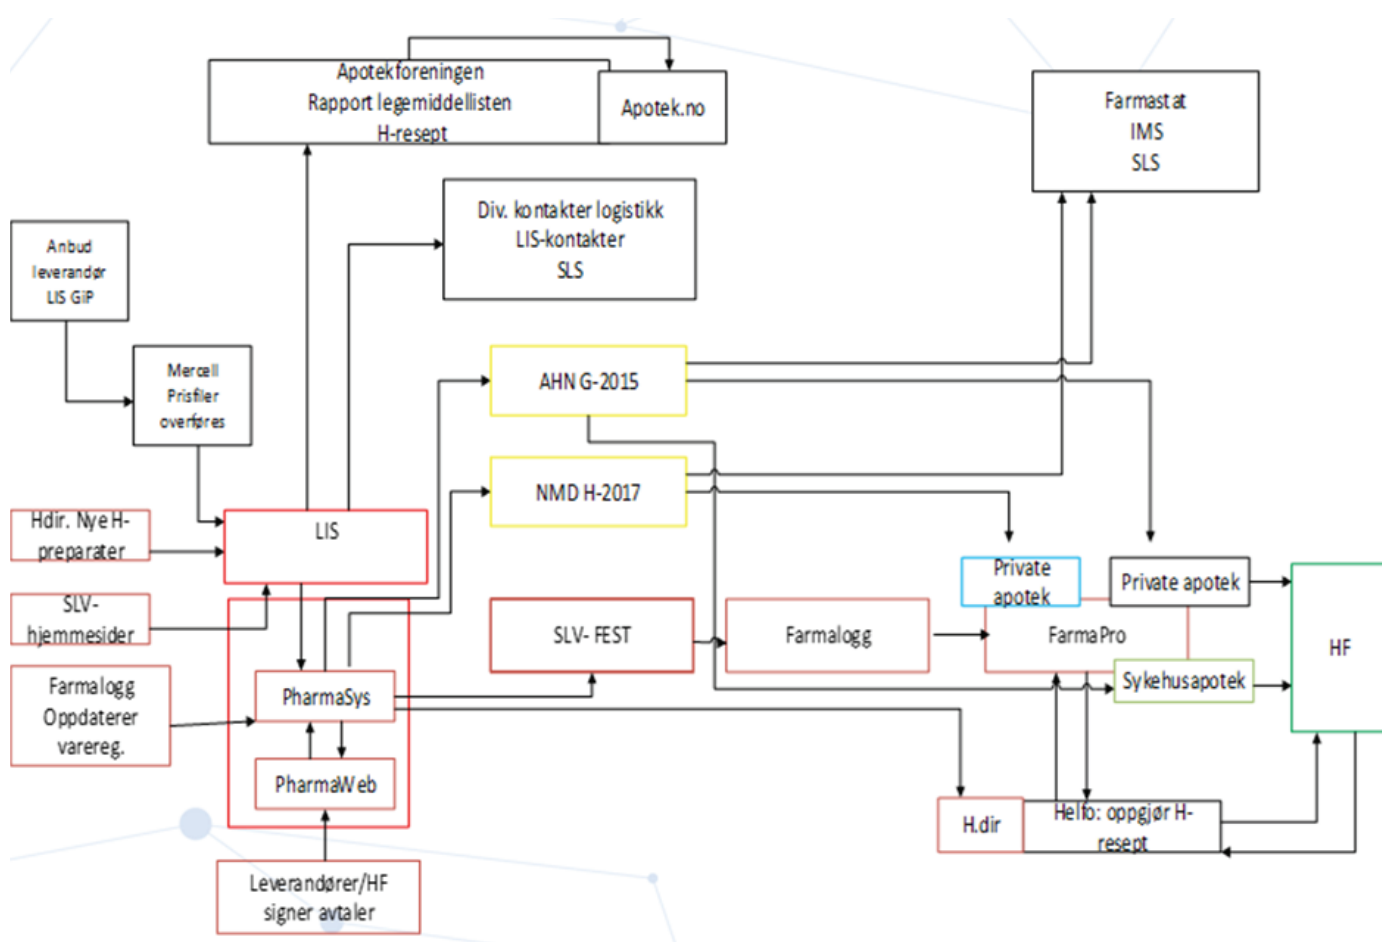 Apotekforeningen
Rapport legemiddellisten
H-resept
Apotek.no
Farmastat
IMS
SLS
Div. kontakter logistikk
LIS-kontakter
SLS
Anbud
leverandør
LIS GiP
Mercell
Prisfiler
overføres
AHN G-2015
NMD H-2017
Hdir. Nye H-
preparater
LIS
SLV-
hjemmesider
SLV- FEST
Farmalogg
Private
apotek
FarmaPro
Private apotek
Sykehusapotek
HF
Farmalogg
Oppdaterer
varereg.
PharmaSys
PharmaWeb
H.dir
Helfo: oppgjør H-
resept
Leverandører/HF
signer avtaler